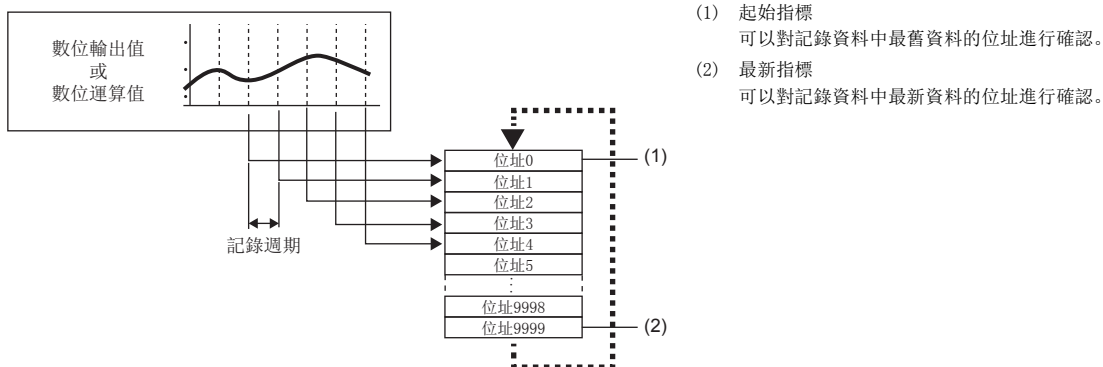 數位輸出值
或
數位運算值
記錄週期
位址0
位址1
位址2
位址3
位址4
位址5
位址9998
位址9999
(1)
(2)
(1) 起始指標
可以對記錄資料中最舊資料的位址進行確認。
(2) 最新指標
可以對記錄資料中最新資料的位址進行確認。